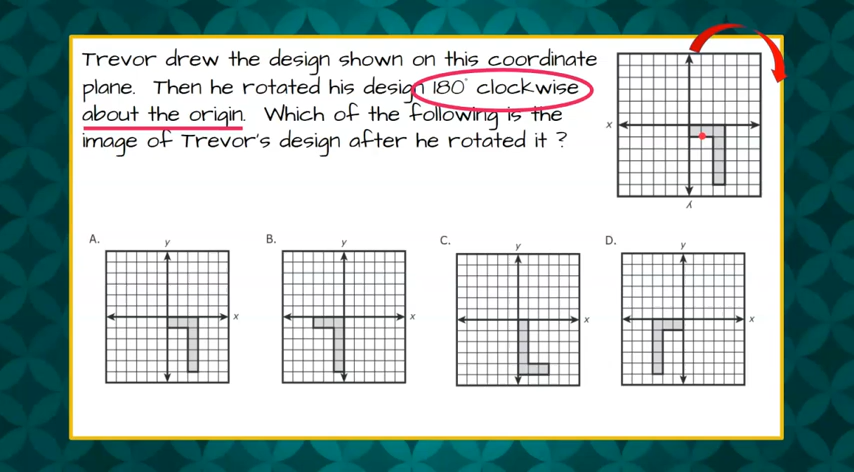 Trevor drew the design shown on this coordinate
plane. Then he rotated his design 180° clockwise
about the origin. Which of the following is the
image of Trevor's design after he rotated it ?
x
y
A.
y
x
B.
y
x
C.
y
x
D.
y
x